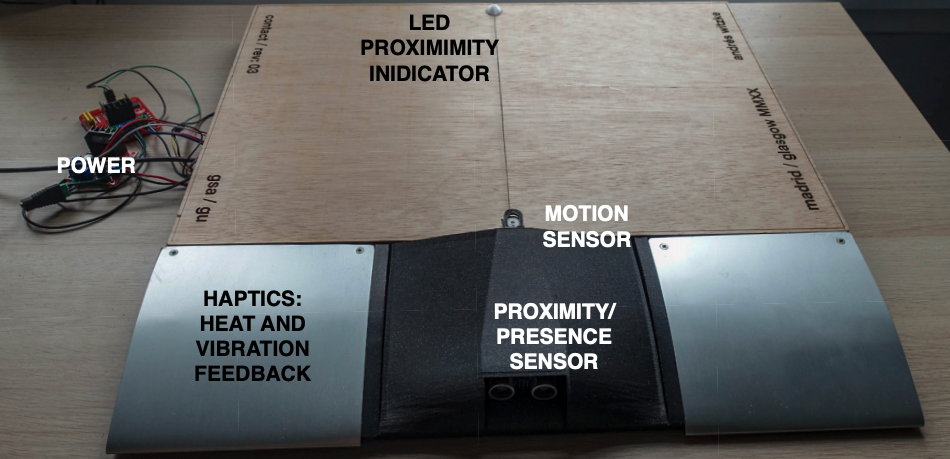 LED
PROXIMIMITY
INIDICATOR
contact / rev: 03
andrés witzke
madrid / glasgow MMXX
gsa / gu
POWER
MOTION
SENSOR
HAPTICS:
HEAT AND
VIBRATION
FEEDBACK
PROXIMITY/
PRESENCE
SENSOR